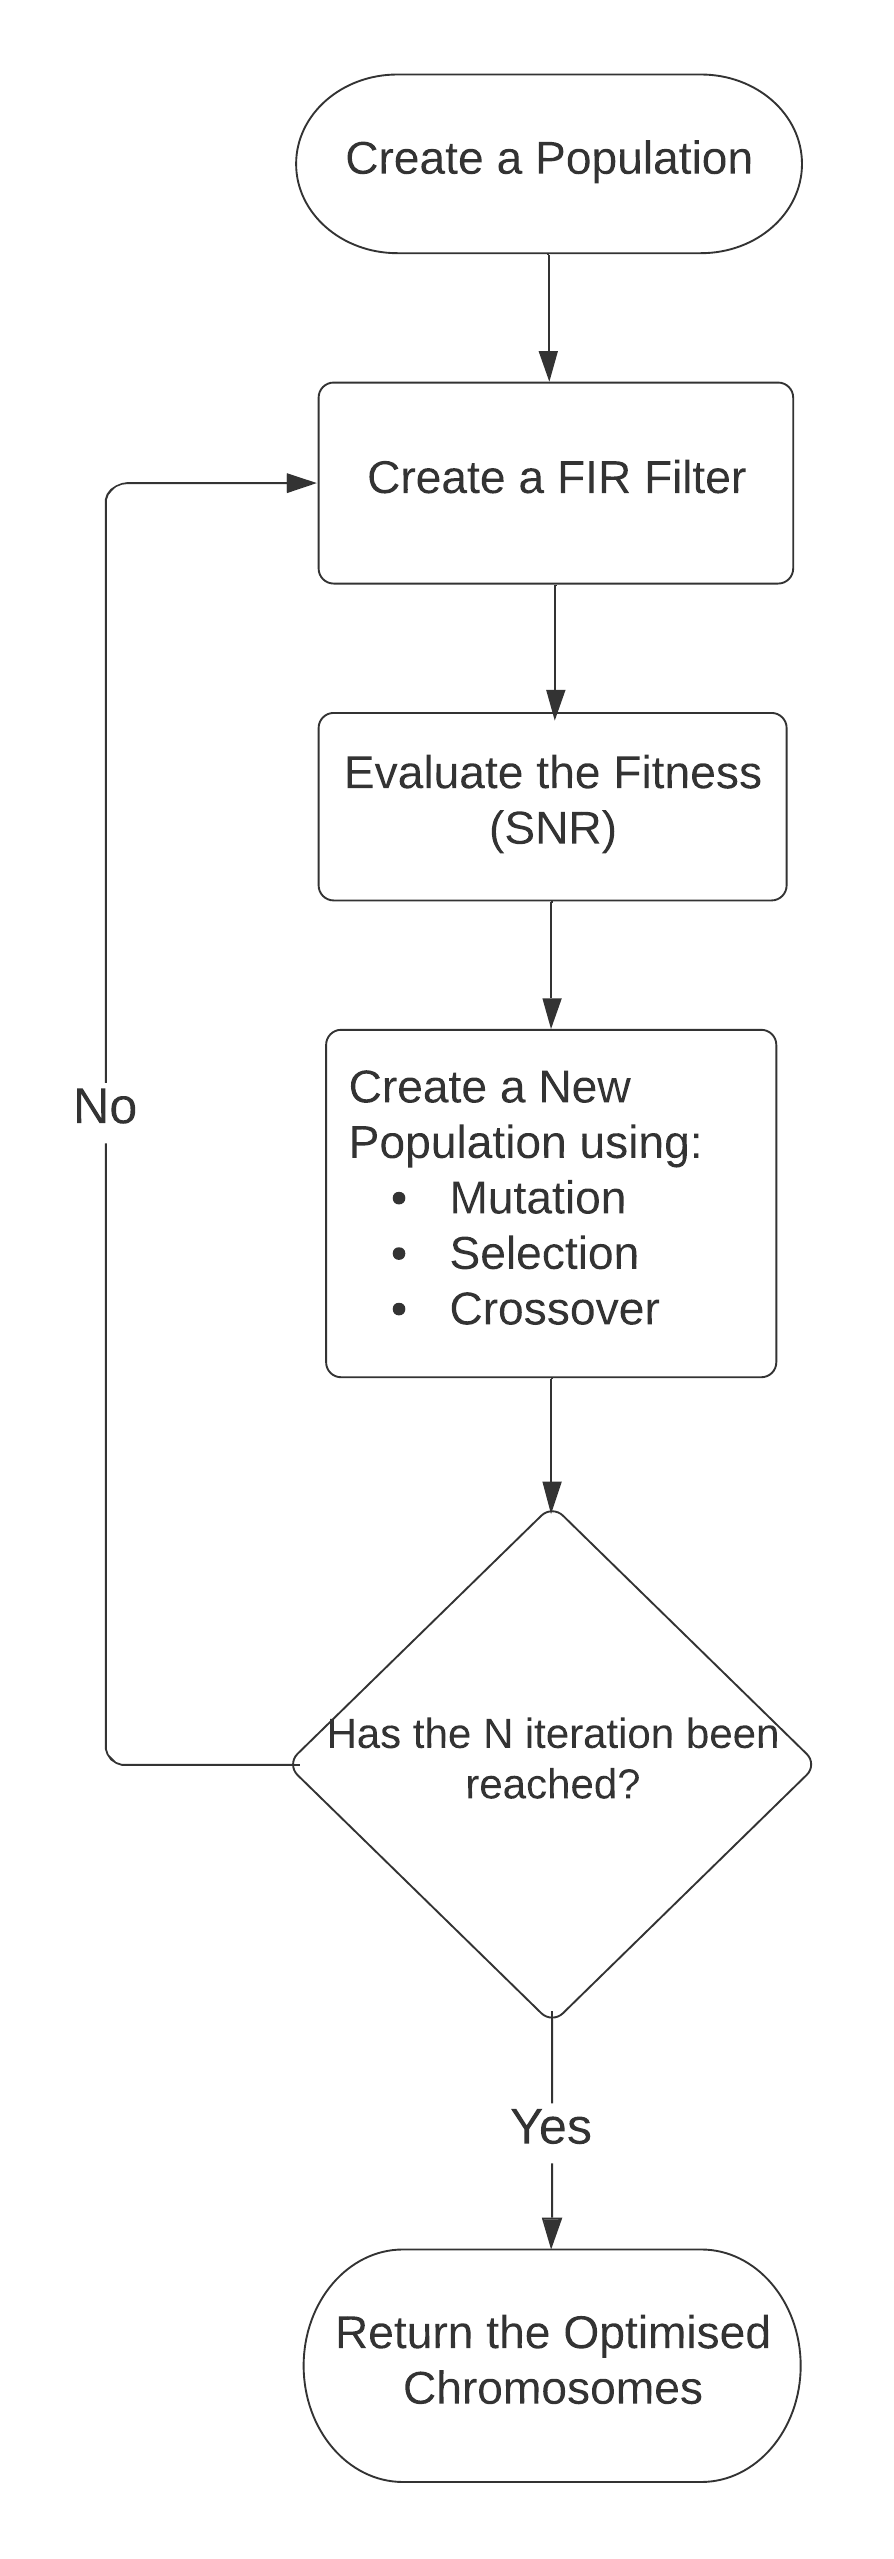 Create a Population
Create a FIR Filter
Evaluate the Fitness
(SNR)
Create a New
Population using:
• Mutation
• Selection
• Crossover
No
Has the N iteration been
reached?
Yes
Return the Optimised
Chromosomes